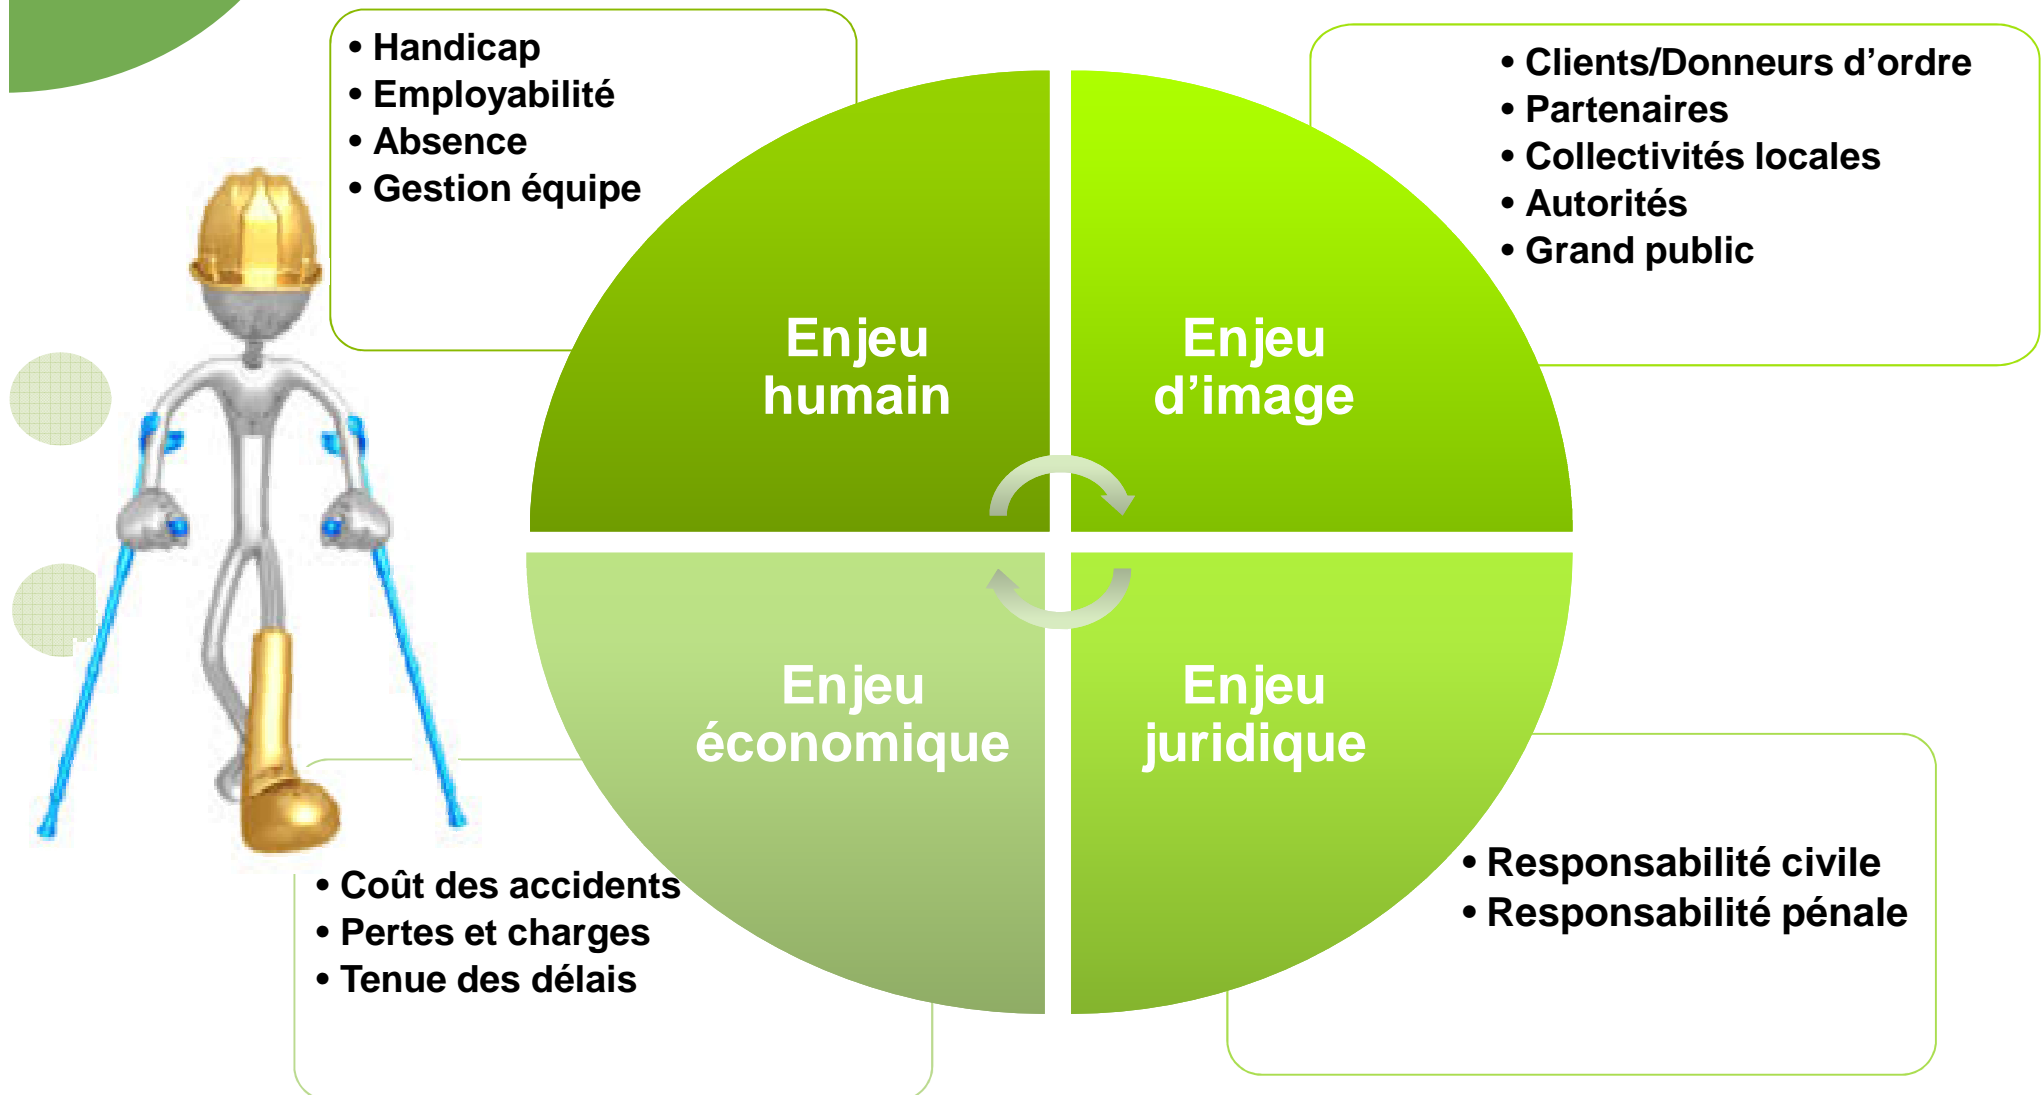 • Handicap
• Employabilité
• Absence
• Gestion équipe
• Clients/Donneurs d’ordre
• Partenaires
• Collectivités locales
• Autorités
• Grand public
Enjeu
humain
Enjeu
d’image
Enjeu
économique
Enjeu
juridique
• Coût des accidents
• Pertes et charges
• Tenue des délais
• Responsabilité civile
• Responsabilité pénale